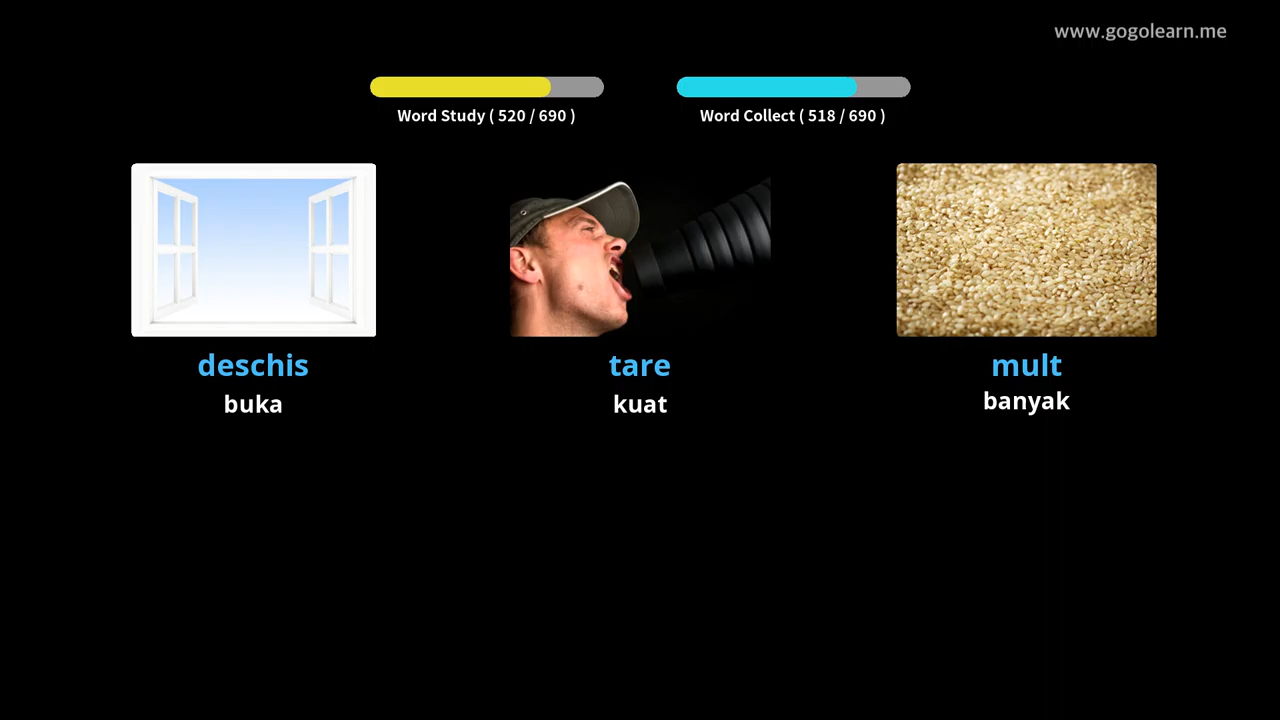 www.gogolearn.me
Word Study ( 520 / 690 )
Word Collect ( 518 / 690 )
deschis
buka
tare
kuat
mult
banyak